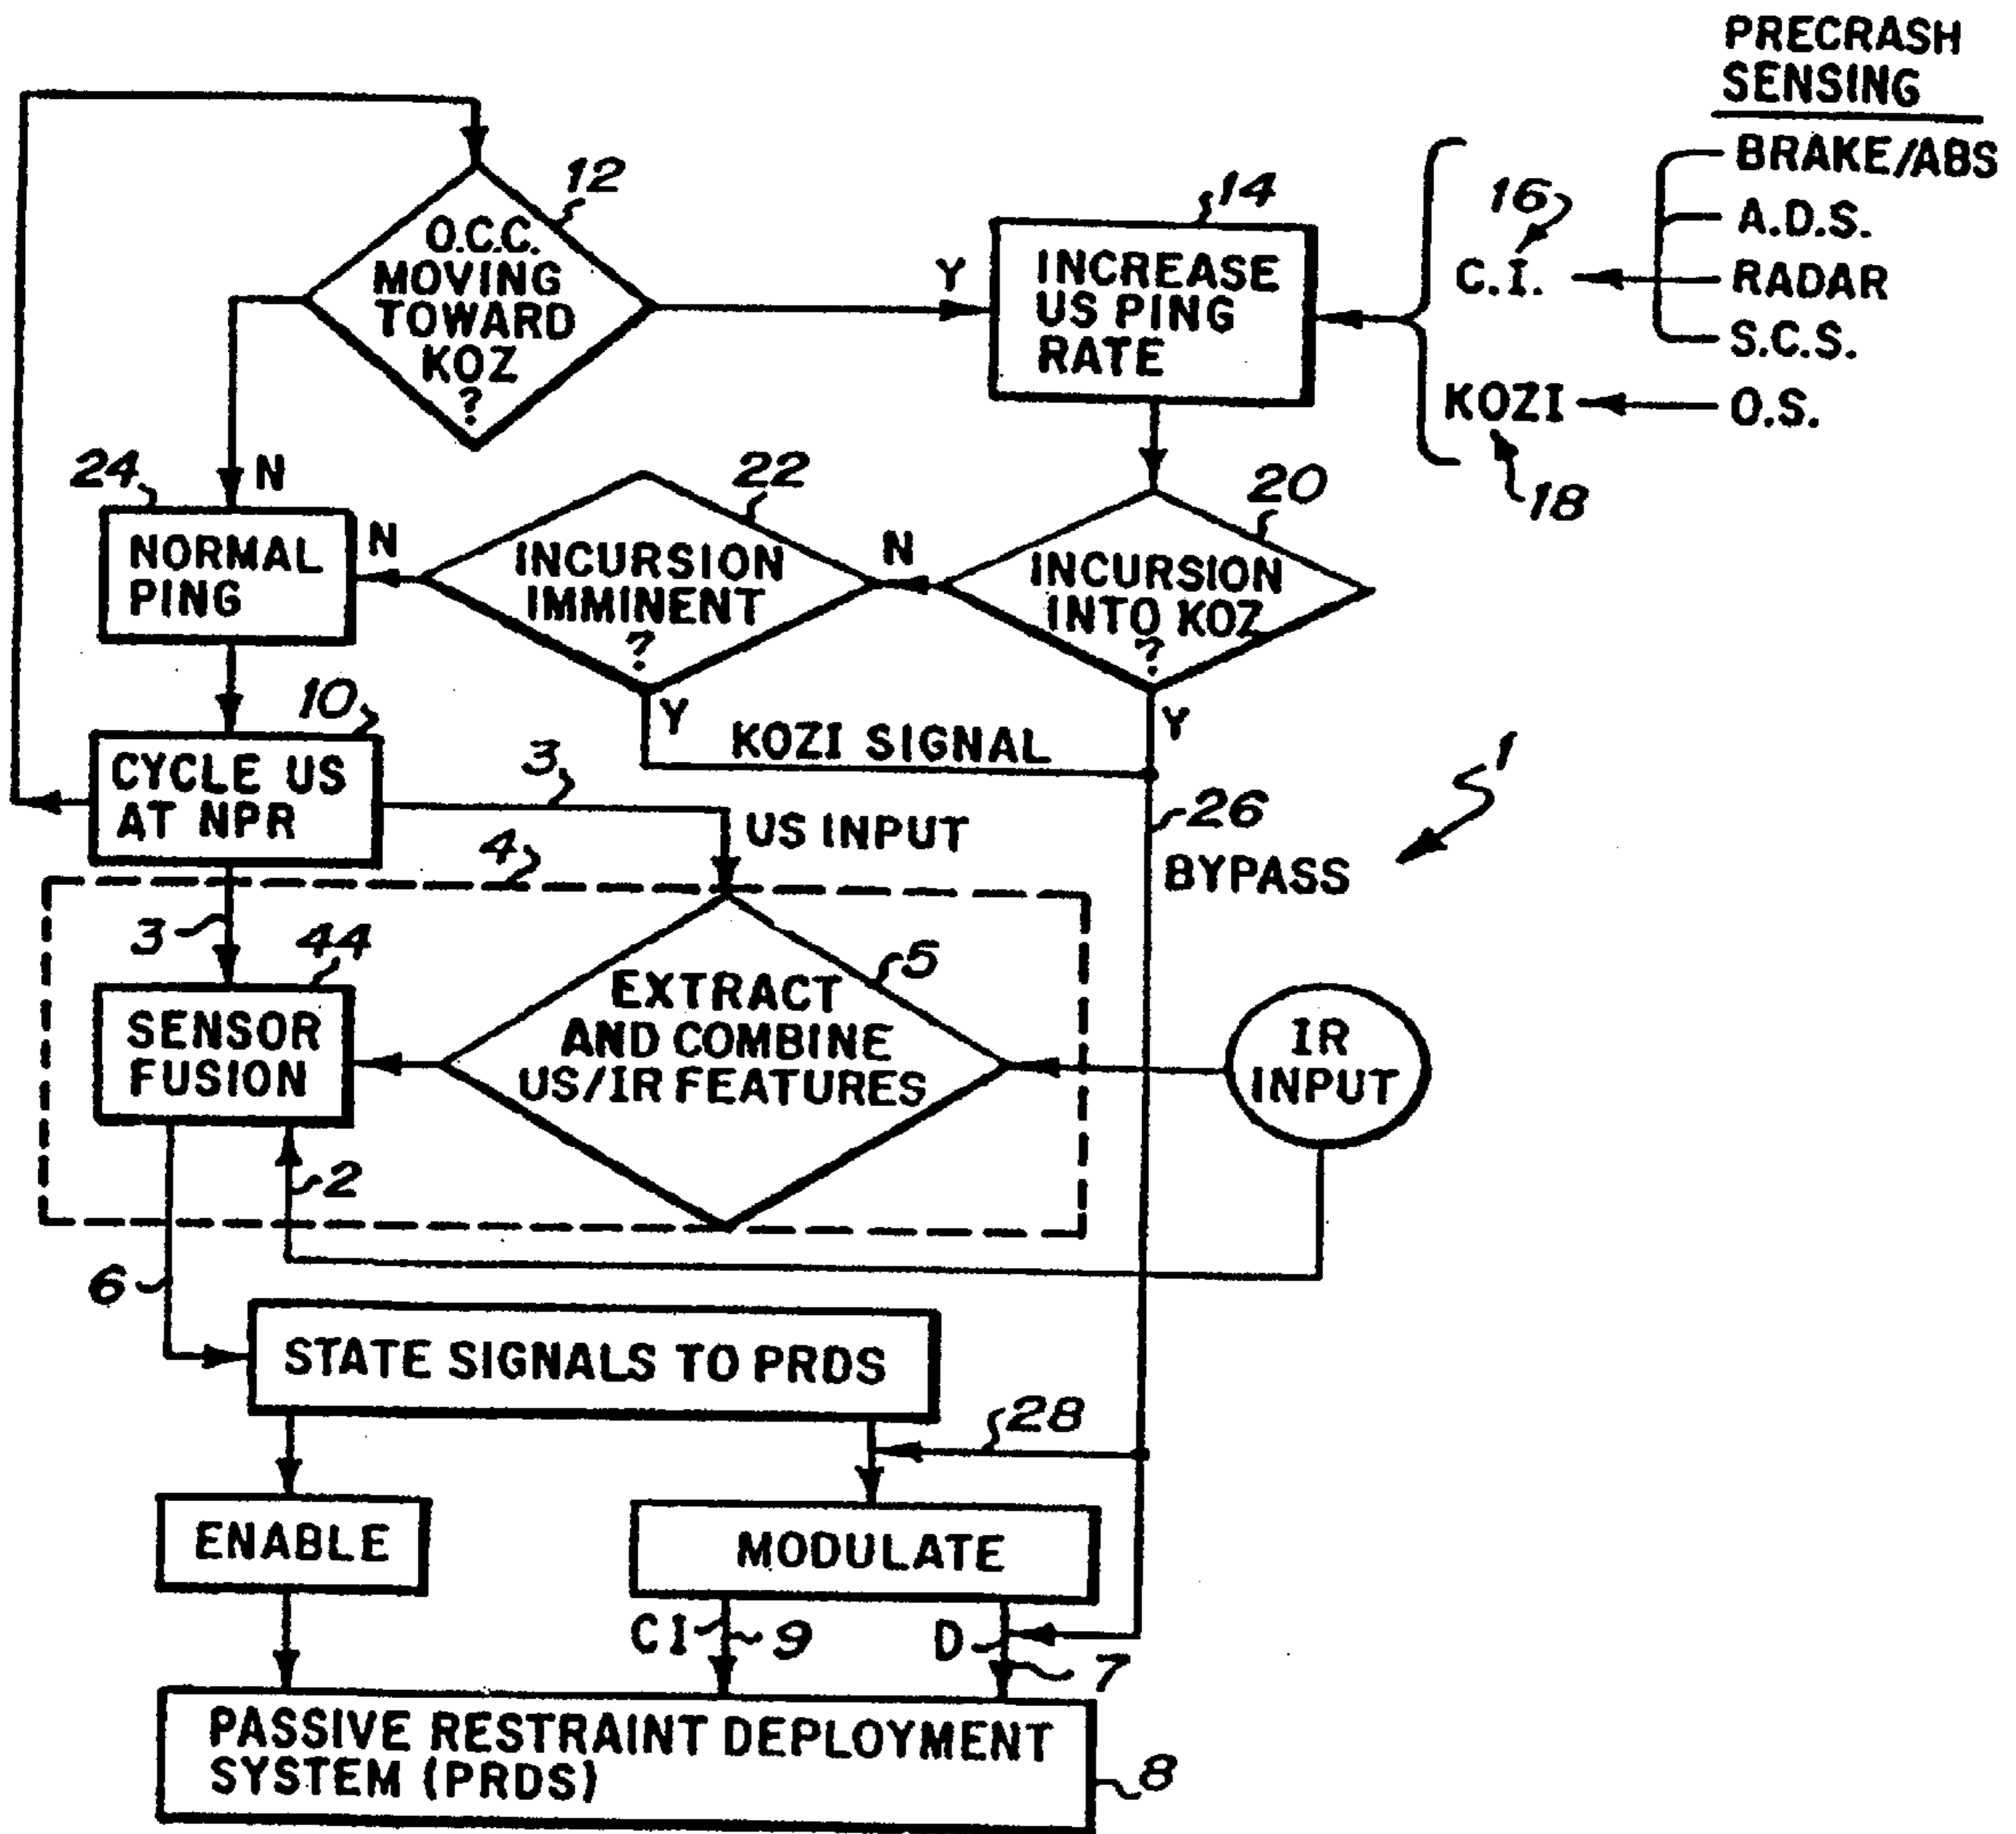 PRECRASH
SENSING
BRAKE/ABS
A.D.S.
RADAR
S.C.S.
O.S.
16
C.I.
KOZI
18
12
O.C.C.
MOVING
TOWARD
KOZ
?
Y
14
INCREASE
US PING
RATE
N
24
NORMAL
PING
N
22
INCURSION
IMMINENT
?
N
20
INCURSION
INTO KOZ
?
Y
KOZI SIGNAL
Y
10
CYCLE US
AT NPR
3
US INPUT
26
BYPASS
1
4
3
44
SENSOR
FUSION
5
EXTRACT
AND COMBINE
US/IR FEATURES
IR
INPUT
2
6
STATE SIGNALS TO PRDS
28
ENABLE
MODULATE
CI
9
D
7
PASSIVE RESTRAINT DEPLOYMENT
SYSTEM (PRDS)
8